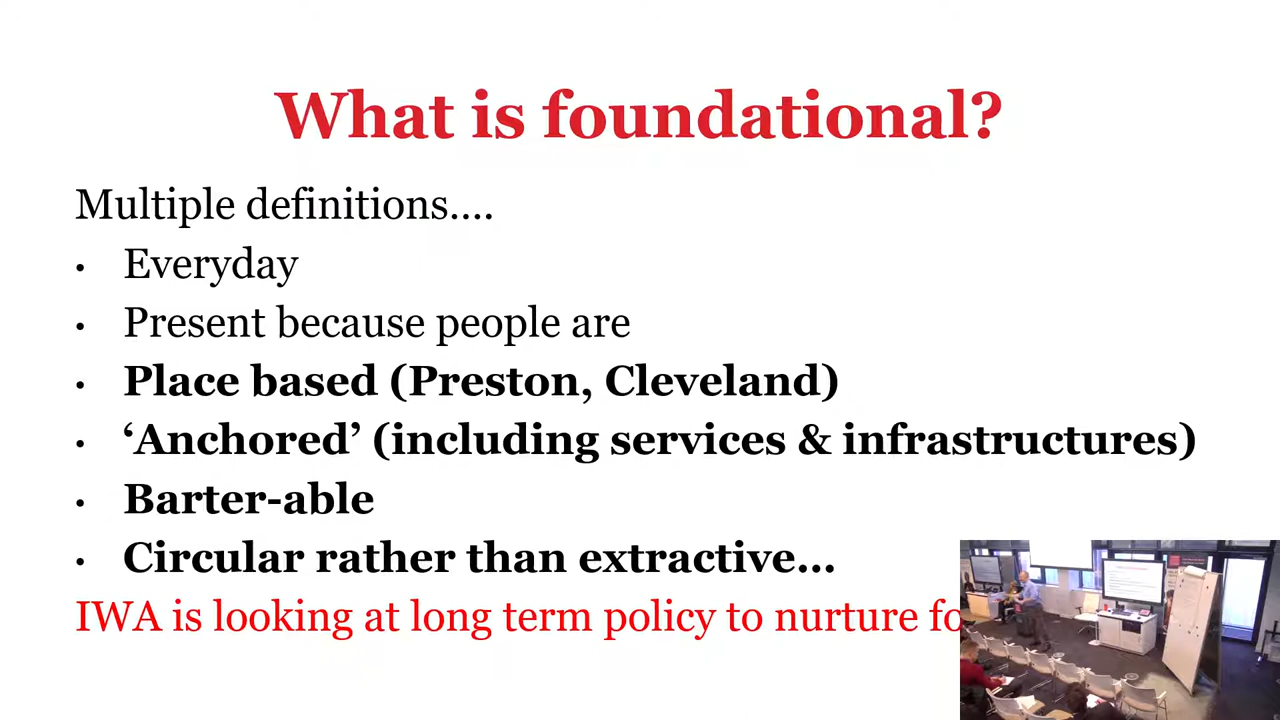 What is foundational?
Multiple definitions....
• Everyday
• Present because people are
• Place based (Preston, Cleveland)
• ‘Anchored’ (including services & infrastructures)
• Barter-able
• Circular rather than extractive...
IWA is looking at long term policy to nurture fo